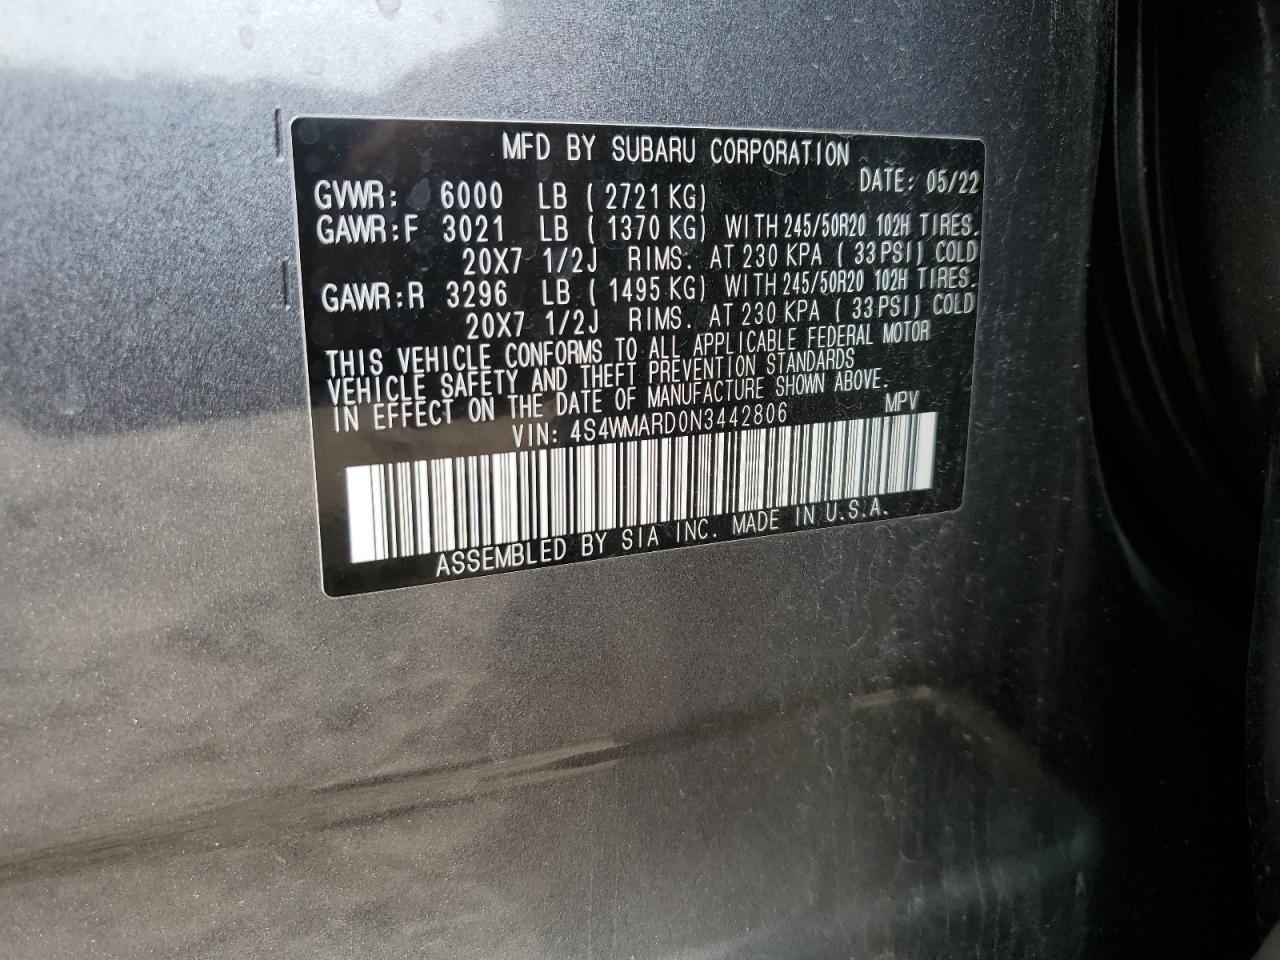 MFD BY SUBARU CORPORATION
DATE: 05/22
GVWR: 6000 LB ( 2721 KG)
GAWR:F 3021 LB ( 1370 KG) WITH 245/50R20 102H TIRES.
20X7 1/2J RIMS. AT 230 KPA ( 33 PSI) COLD
GAWR:R 3296 LB ( 1495 KG) WITH 245/50R20 102H TIRES.
20X7 1/2J RIMS. AT 230 KPA ( 33 PSI) COLD
THIS VEHICLE CONFORMS TO ALL APPLICABLE FEDERAL MOTOR
VEHICLE SAFETY AND THEFT PREVENTION STANDARDS
IN EFFECT ON THE DATE OF MANUFACTURE SHOWN ABOVE.
VIN: 4S4WMARD0N3442806 MPV
ASSEMBLED BY SIA INC. MADE IN U.S.A.